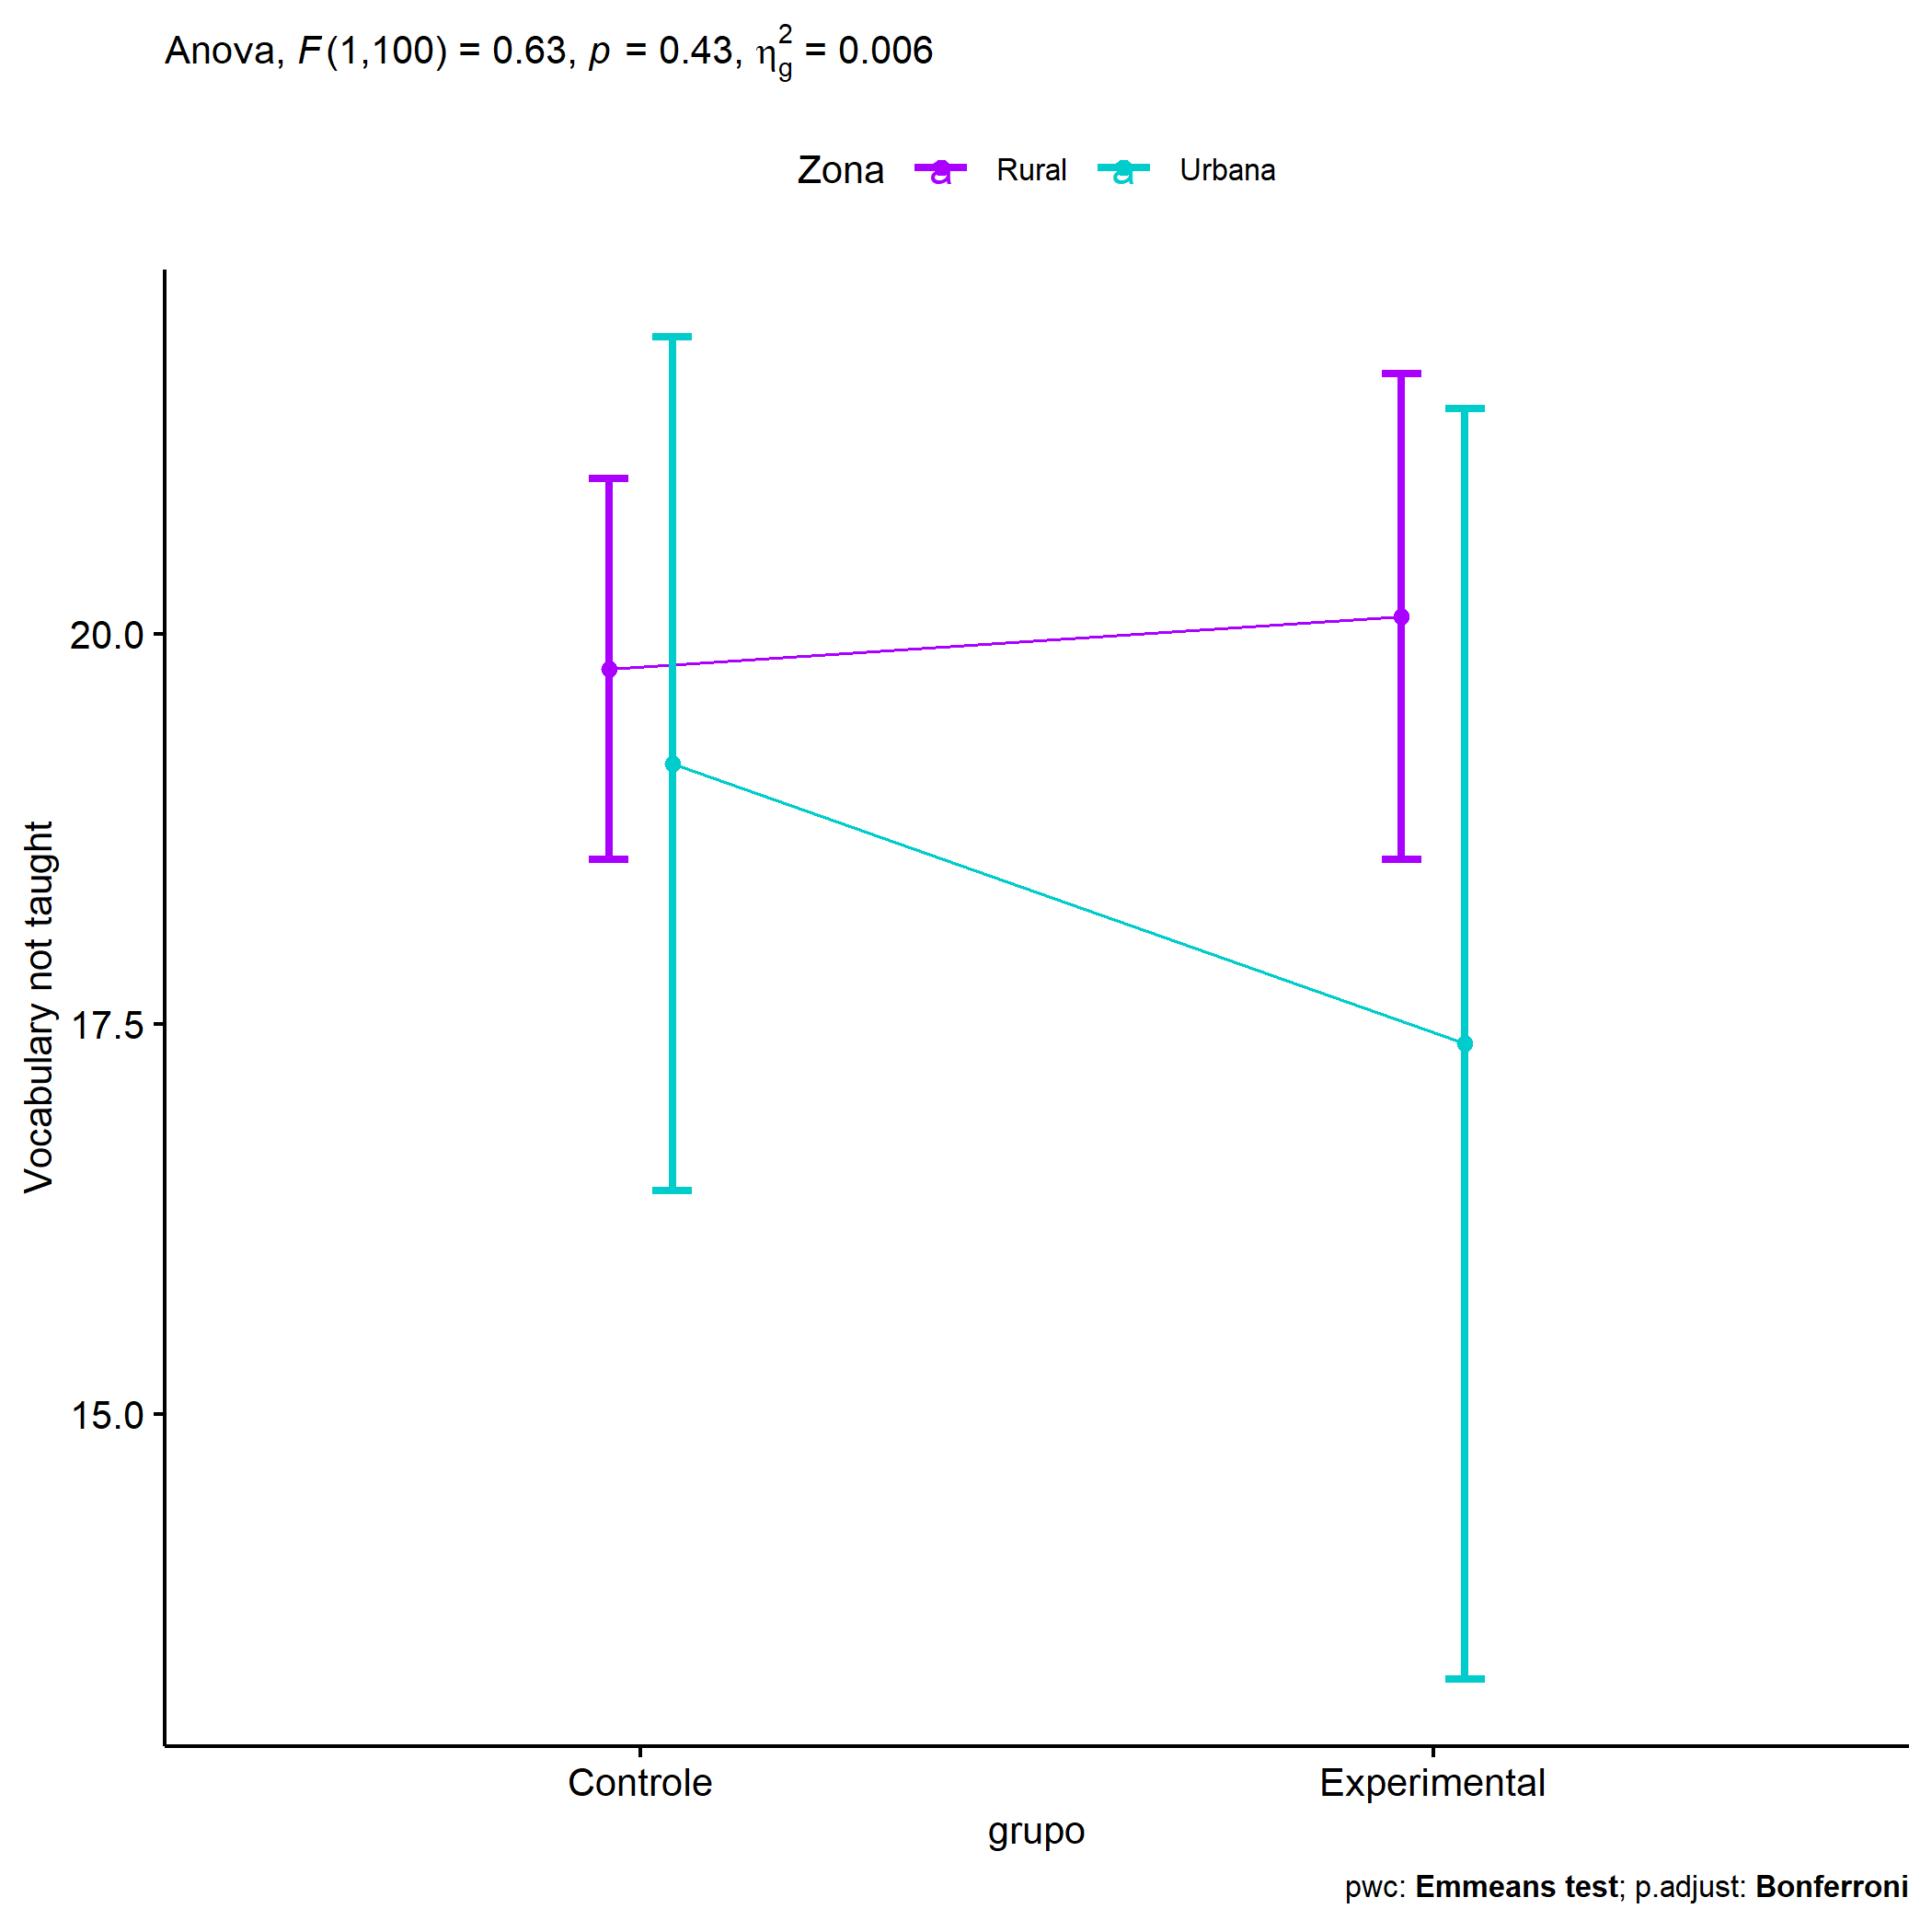 Anova, F(1,100) = 0.63, p = 0.43, η²g = 0.006
Zona a Rural a Urbana
20.0
17.5
15.0
Vocabulary not taught
Controle Experimental
grupo
pwc: Emmeans test; p.adjust: Bonferroni